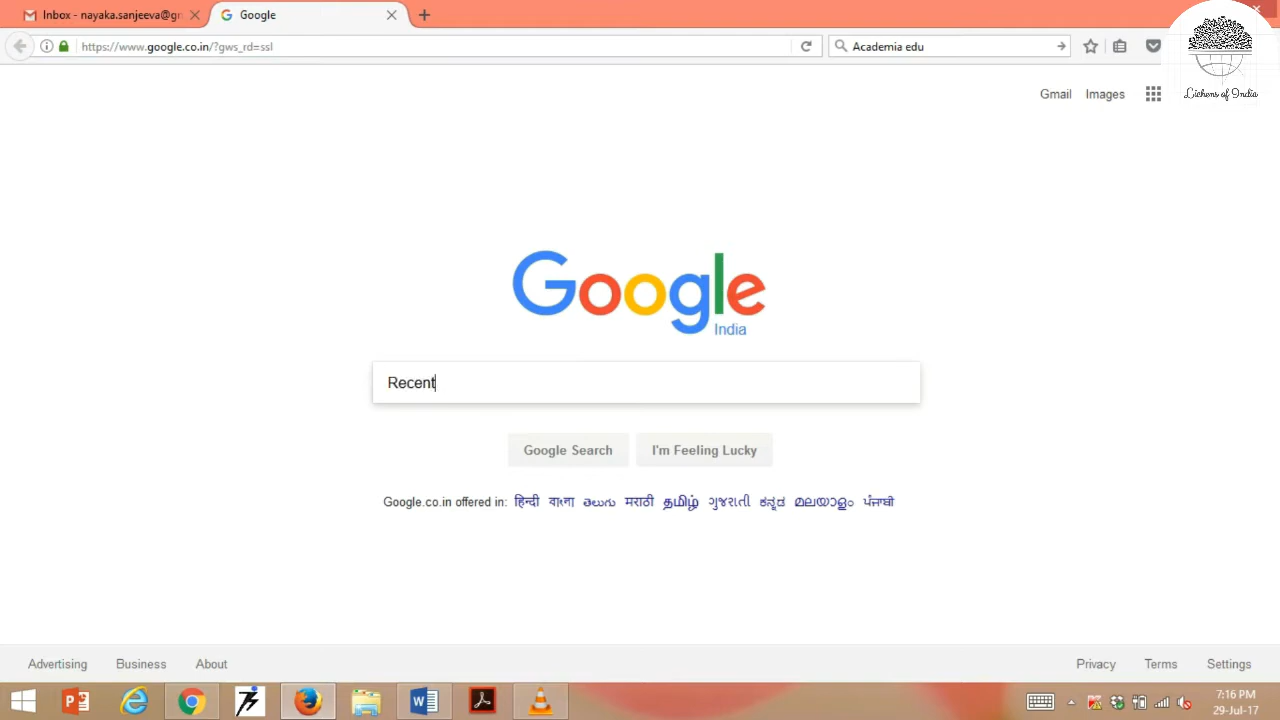 Inbox - nayaka.sanjeeva@gn
Google
https://www.google.co.in/?gws_rd=ssl
Academia edu
Lichens of India
Gmail Images
Google
India
Recent
Google Search I'm Feeling Lucky
Google.co.in offered in: हिन्दी বাংলা తెలుగు मराठी தமிழ் ગુજરાતી ಕನ್ನಡ മലയാളം ਪੰਜਾਬੀ
Advertising Business About Privacy Terms Settings
7:16 PM
29-Jul-17